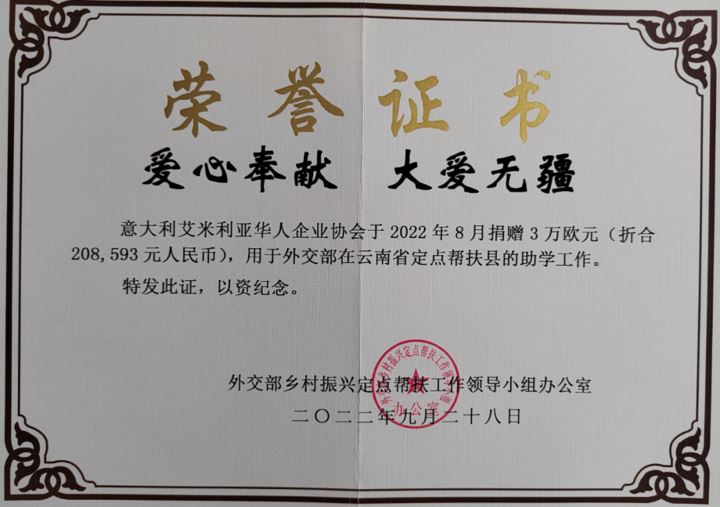 荣誉证书
爱心奉献 大爱无疆
意大利艾米利亚华人企业协会于 2022 年 8 月捐赠 3 万欧元（折合
208,593 元人民币），用于外交部在云南省定点帮扶县的助学工作。
特发此证，以资纪念。
外交部乡村振兴定点帮扶工作领导小组办公室
二〇二二年九月二十八日
办公室